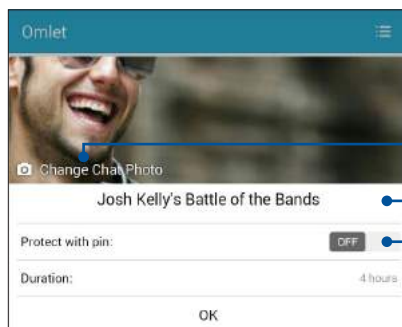 Omlet
Change Chat Photo
Josh Kelly's Battle of the Bands
Protect with pin: OFF
Duration: 4 hours
OK